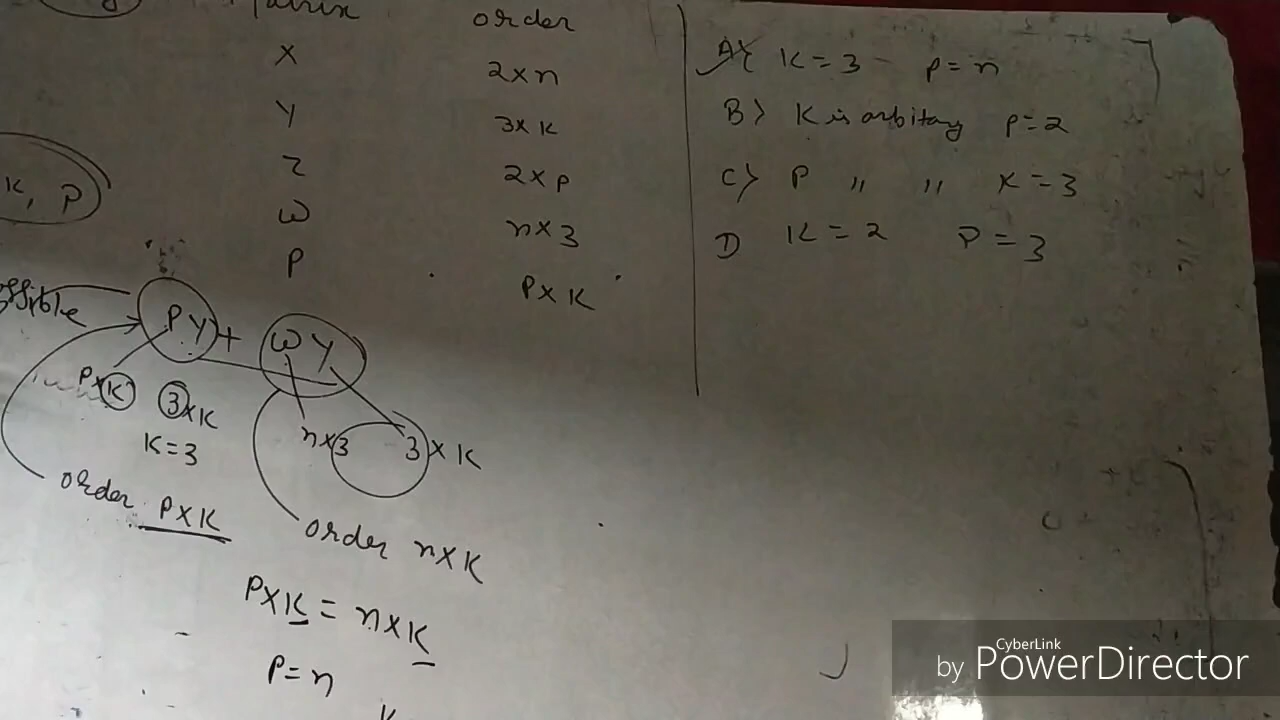 Matrix order
X 2×n
Y 3×K
Z 2×p
W n×3
P P×K
A> K=3 P=n
B> K is arbitary P=2
C> P " " K=3
D K=2 P=3
K, P
PY + WY
P×K 3×K
K=3
order P×K
n×3 3×K
order n×K
P×K = n×K
P=n
K
CyberLink
by PowerDirector